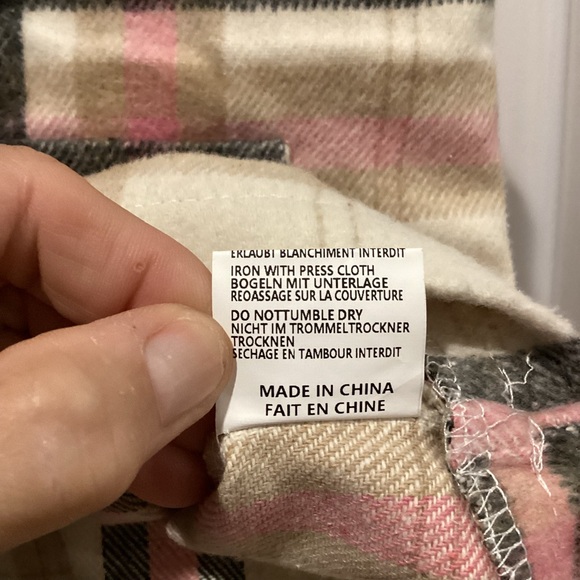 ERLAUBT BLANCHIMENT INTERDIT
IRON WITH PRESS CLOTH
BOGELN MIT UNTERLAGE
REOASSAGE SUR LA COUVERTURE
DO NOTTUMBLE DRY
NICHT IM TROMMELTROCKNER
TROCKNEN
SECHAGE EN TAMBOUR INTERDIT
MADE IN CHINA
FAIT EN CHINE